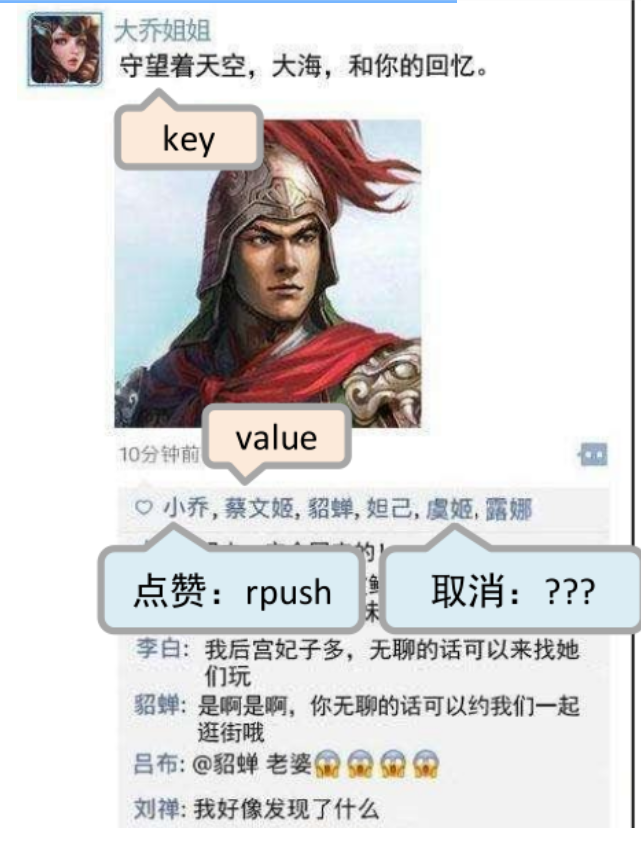 大乔姐姐
守望着天空，大海，和你的回忆。
key
value
10分钟前
小乔, 蔡文姬, 貂蝉, 妲己, 虞姬, 露娜
点赞：rpush
取消：???
李白: 我后宫妃子多，无聊的话可以来找她
们玩
貂蝉: 是啊是啊，你无聊的话可以约我们一起
逛街哦
吕布: @貂蝉 老婆😱😱😱😱
刘禅: 我好像发现了什么